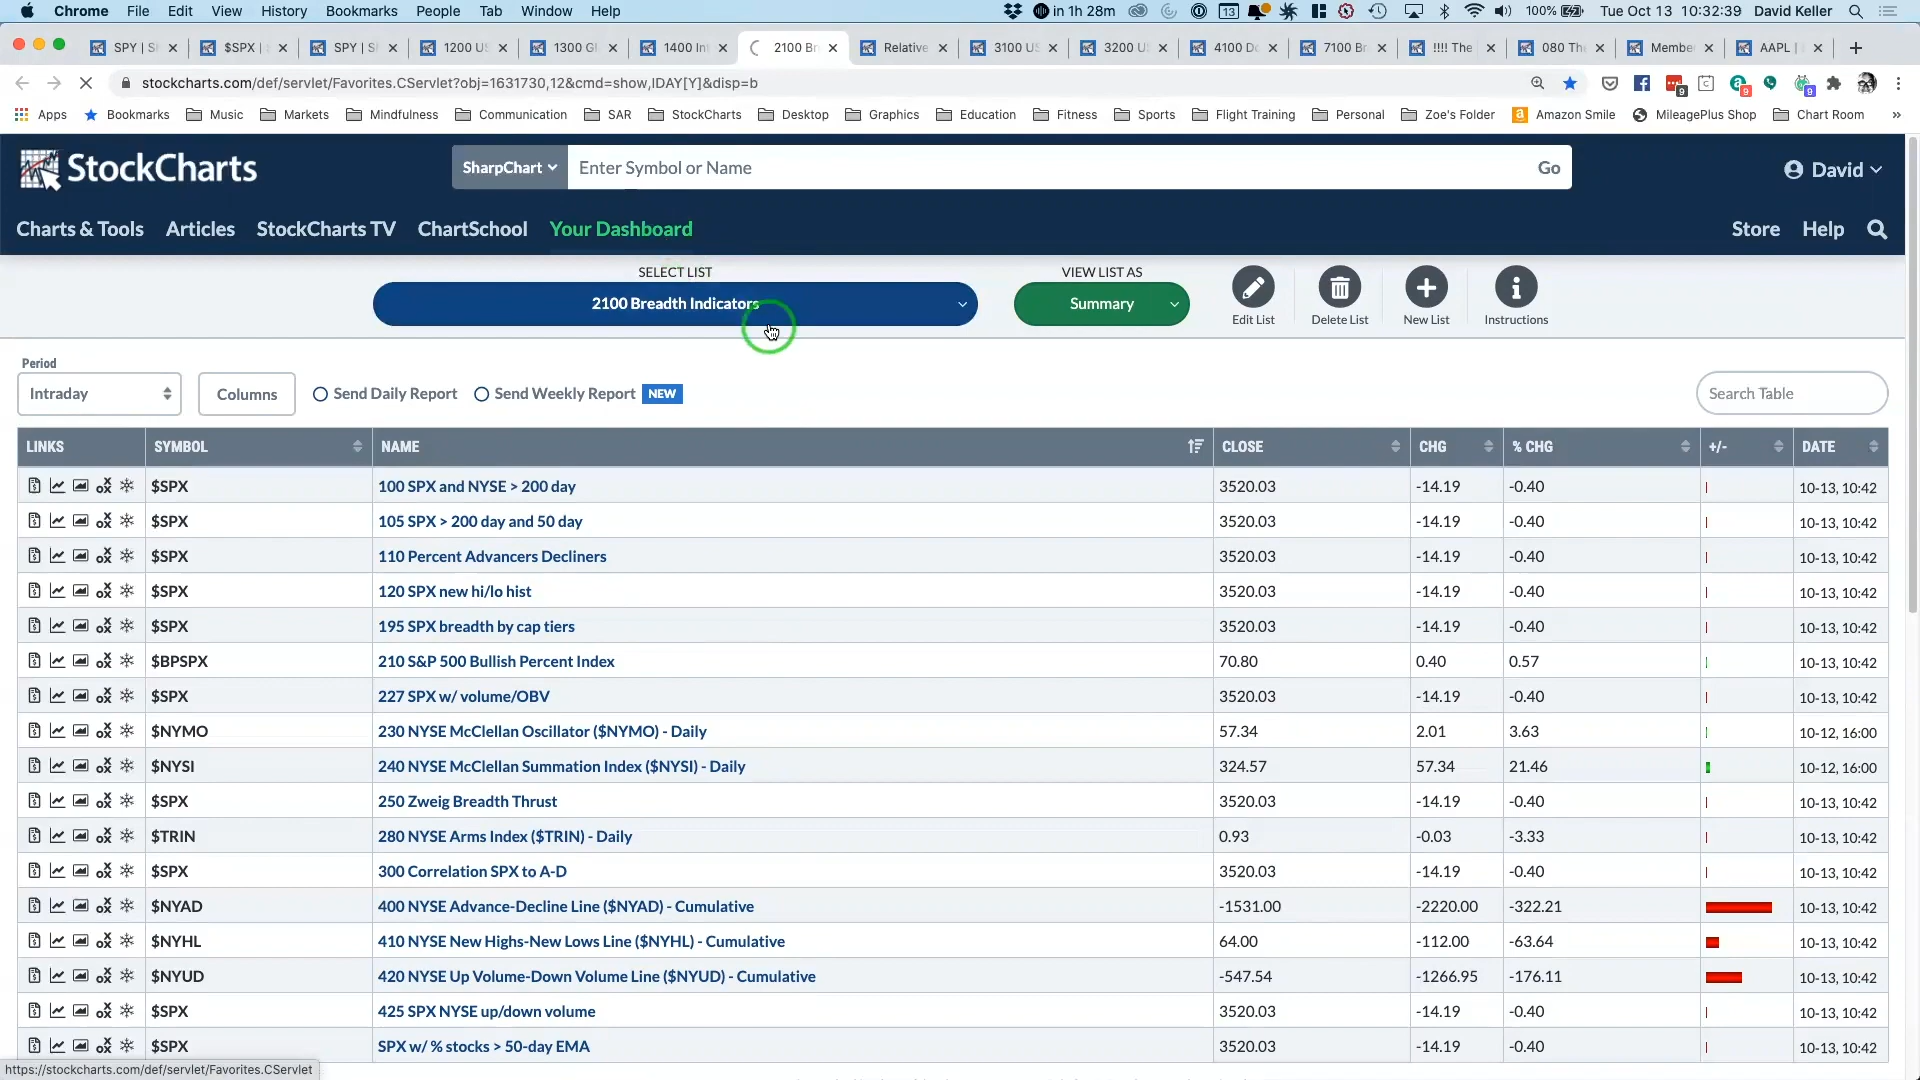 Chrome File Edit View History Bookmarks People Tab Window Help in 1h 28m 13 100% Tue Oct 13 10:32:39 David Keller
SPY | S $SPX | SPY | S 1200 U 1300 G 1400 In 2100 Br Relative 3100 US 3200 U 4100 Do 7100 Br !!!! The 080 Th Membe AAPL |
stockcharts.com/def/servlet/Favorites.CServlet?obj=1631730,12&cmd=show,IDAY[Y]&disp=b 9 9 9
Apps Bookmarks Music Markets Mindfulness Communication SAR StockCharts Desktop Graphics Education Fitness Sports Flight Training Personal Zoe's Folder Amazon Smile MileagePlus Shop Chart Room »
StockCharts SharpChart Enter Symbol or Name Go David
Charts & Tools Articles StockCharts TV ChartSchool Your Dashboard Store Help
SELECT LIST VIEW LIST AS
2100 Breadth Indicators Summary
Edit List Delete List New List Instructions
Period
Intraday Columns Send Daily Report Send Weekly Report NEW Search Table
LINKS SYMBOL NAME CLOSE CHG % CHG +/- DATE
$SPX 100 SPX and NYSE > 200 day 3520.03 -14.19 -0.40 10-13, 10:42
$SPX 105 SPX > 200 day and 50 day 3520.03 -14.19 -0.40 10-13, 10:42
$SPX 110 Percent Advancers Decliners 3520.03 -14.19 -0.40 10-13, 10:42
$SPX 120 SPX new hi/lo hist 3520.03 -14.19 -0.40 10-13, 10:42
$SPX 195 SPX breadth by cap tiers 3520.03 -14.19 -0.40 10-13, 10:42
$BPSPX 210 S&P 500 Bullish Percent Index 70.80 0.40 0.57 10-13, 10:42
$SPX 227 SPX w/ volume/OBV 3520.03 -14.19 -0.40 10-13, 10:42
$NYMO 230 NYSE McClellan Oscillator ($NYMO) - Daily 57.34 2.01 3.63 10-12, 16:00
$NYSI 240 NYSE McClellan Summation Index ($NYSI) - Daily 324.57 57.34 21.46 10-12, 16:00
$SPX 250 Zweig Breadth Thrust 3520.03 -14.19 -0.40 10-13, 10:42
$TRIN 280 NYSE Arms Index ($TRIN) - Daily 0.93 -0.03 -3.33 10-13, 10:42
$SPX 300 Correlation SPX to A-D 3520.03 -14.19 -0.40 10-13, 10:42
$NYAD 400 NYSE Advance-Decline Line ($NYAD) - Cumulative -1531.00 -2220.00 -322.21 10-13, 10:42
$NYHL 410 NYSE New Highs-New Lows Line ($NYHL) - Cumulative 64.00 -112.00 -63.64 10-13, 10:42
$NYUD 420 NYSE Up Volume-Down Volume Line ($NYUD) - Cumulative -547.54 -1266.95 -176.11 10-13, 10:42
$SPX 425 SPX NYSE up/down volume 3520.03 -14.19 -0.40 10-13, 10:42
$SPX SPX w/ % stocks > 50-day EMA 3520.03 -14.19 -0.40 10-13, 10:42
https://stockcharts.com/def/servlet/Favorites.CServlet